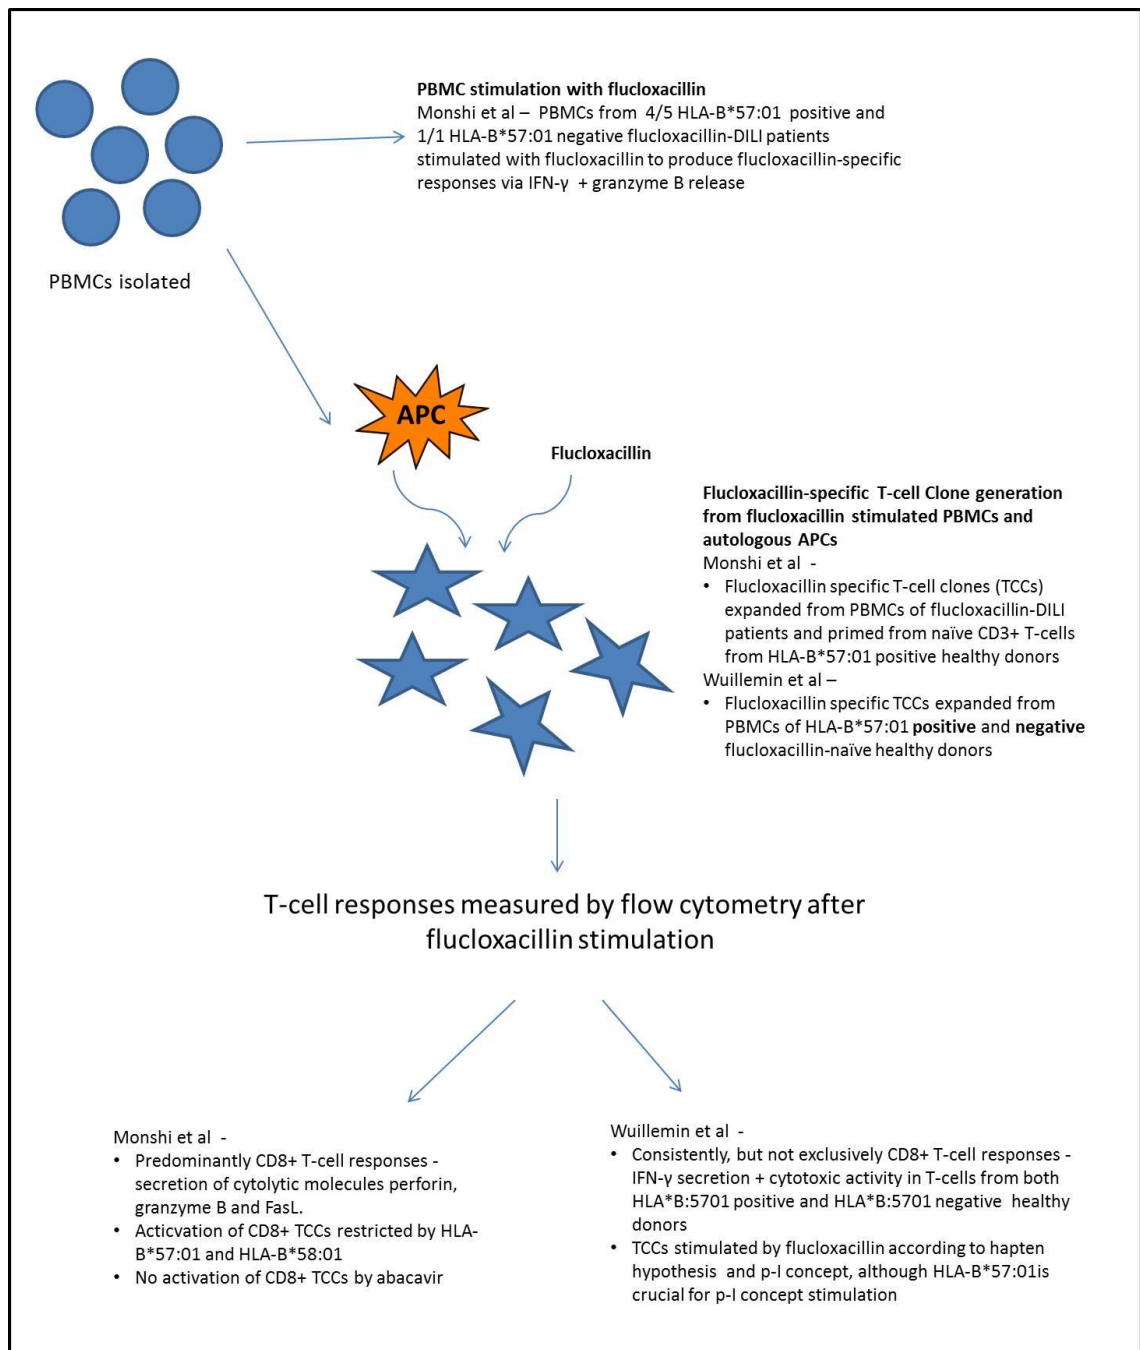 PBMC stimulation with flucloxacillin
Monshi et al – PBMCs from 4/5 HLA-B*57:01 positive and
1/1 HLA-B*57:01 negative flucloxacillin-DILI patients
stimulated with flucloxacillin to produce flucloxacillin-specific
responses via IFN-γ + granzyme B release
PBMCs isolated
APC
Flucloxacillin
Flucloxacillin-specific T-cell Clone generation
from flucloxacillin stimulated PBMCs and
autologous APCs
Monshi et al -
• Flucloxacillin specific T-cell clones (TCCs)
expanded from PBMCs of flucloxacillin-DILI
patients and primed from naïve CD3+ T-cells
from HLA-B*57:01 positive healthy donors
Wuillemin et al –
• Flucloxacillin specific TCCs expanded from
PBMCs of HLA-B*57:01 positive and negative
flucloxacillin-naïve healthy donors
T-cell responses measured by flow cytometry after
flucloxacillin stimulation
Monshi et al -
• Predominantly CD8+ T-cell responses -
secretion of cytolytic molecules perforin,
granzyme B and FasL.
• Acticvation of CD8+ TCCs restricted by HLA-
B*57:01 and HLA-B*58:01
• No activation of CD8+ TCCs by abacavir
Wuillemin et al -
• Consistently, but not exclusively CD8+ T-cell responses -
IFN-γ secretion + cytotoxic activity in T-cells from both
HLA*B:5701 positive and HLA*B:5701 negative healthy
donors
• TCCs stimulated by flucloxacillin according to hapten
hypothesis and p-I concept, although HLA-B*57:01is
crucial for p-I concept stimulation